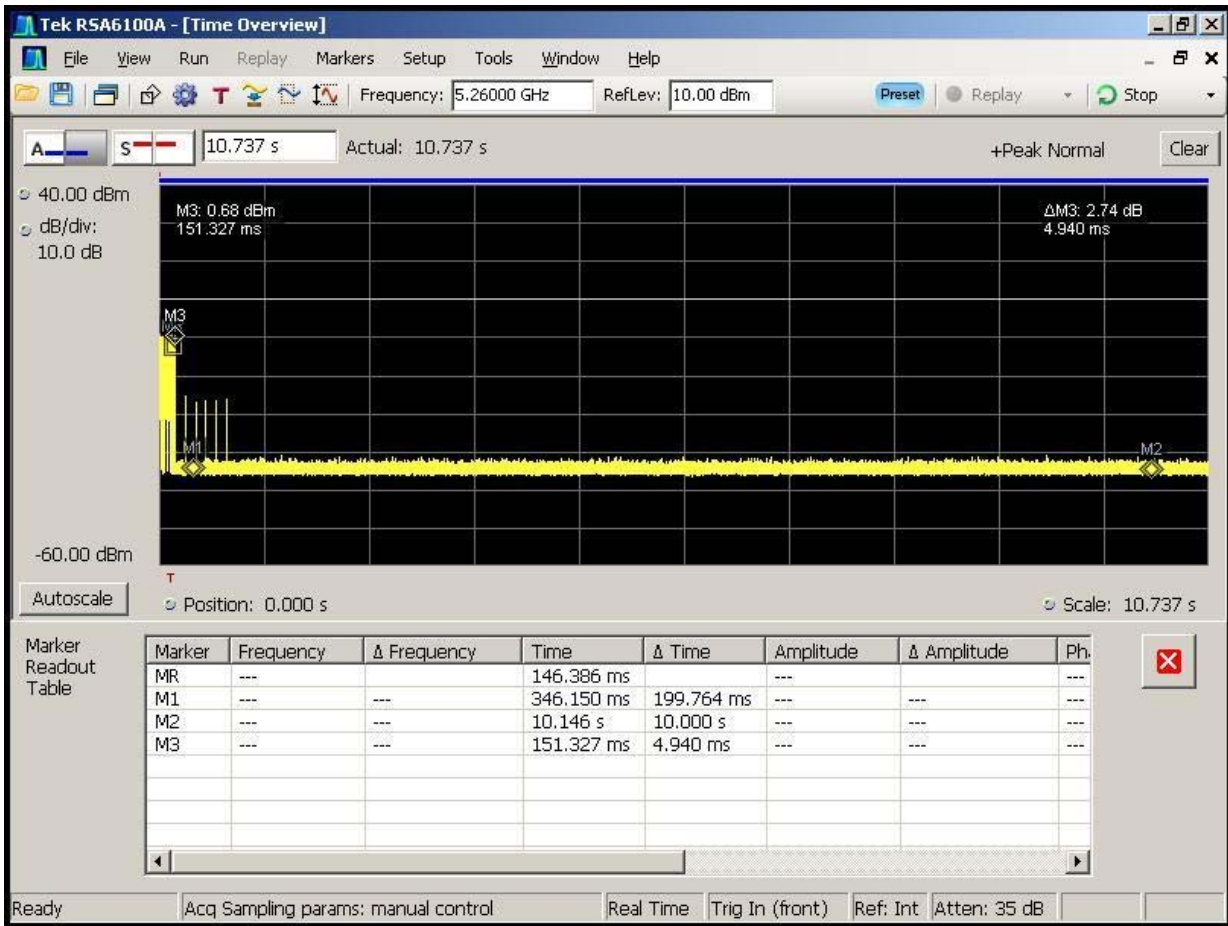 Tek RSA6100A - [Time Overview]
File View Run Replay Markers Setup Tools Window Help
T Frequency: 5.26000 GHz RefLev: 10.00 dBm Preset Replay Stop
A S 10.737 s Actual: 10.737 s +Peak Normal Clear
40.00 dBm
dB/div:
10.0 dB
M3: 0.68 dBm
151.327 ms
ΔM3: 2.74 dB
4.940 ms
M3
M1
M2
-60.00 dBm
T
Autoscale Position: 0.000 s Scale: 10.737 s
Marker
Readout
Table
Marker Frequency Δ Frequency Time Δ Time Amplitude Δ Amplitude Ph
MR --- 146.386 ms --- ---
M1 --- --- 346.150 ms 199.764 ms --- --- ---
M2 --- --- 10.146 s 10.000 s --- --- ---
M3 --- --- 151.327 ms 4.940 ms --- --- ---
Ready Acq Sampling params: manual control Real Time Trig In (front) Ref: Int Atten: 35 dB